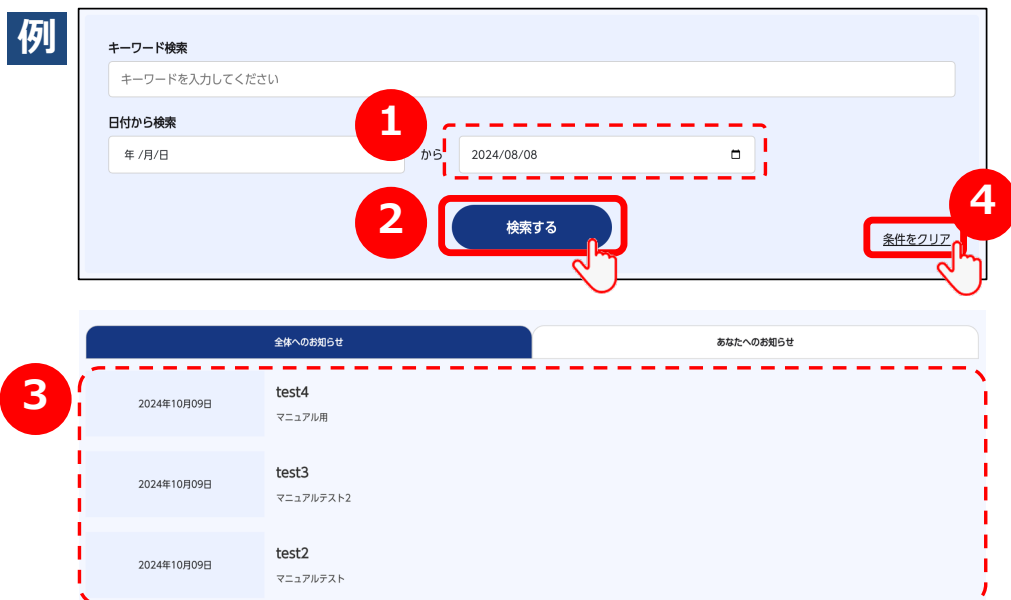 例
キーワード検索
キーワードを入力してください
日付から検索
1
年 /月/日
から
2024/08/08
2
検索する
4
条件をクリア
全体へのお知らせ
あなたへのお知らせ
3
2024年10月09日
test4
マニュアル用
2024年10月09日
test3
マニュアルテスト2
2024年10月09日
test2
マニュアルテスト